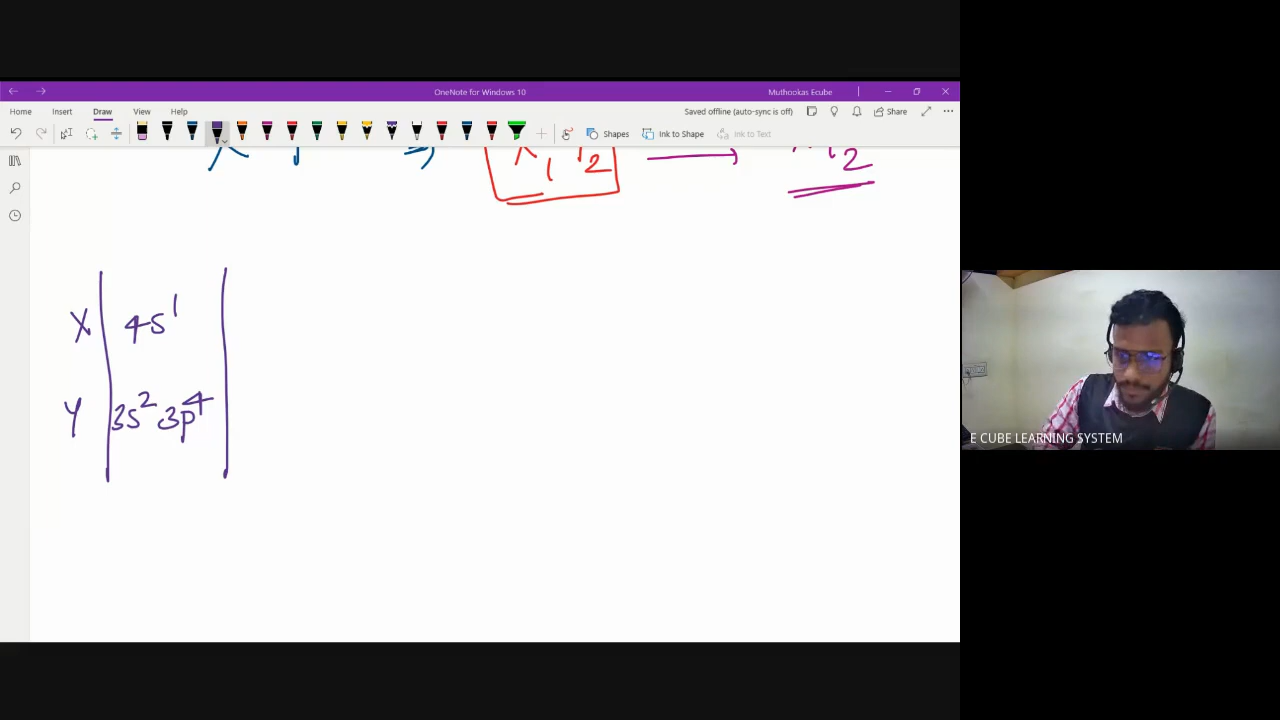 OneNote for Windows 10
Muthookas Ecube
Home Insert Draw View Help
Saved offline (auto-sync is off)
Share
Shapes
Ink to Shape
Ink to Text
X 4s¹
Y 3s² 3p⁴
E CUBE LEARNING SYSTEM